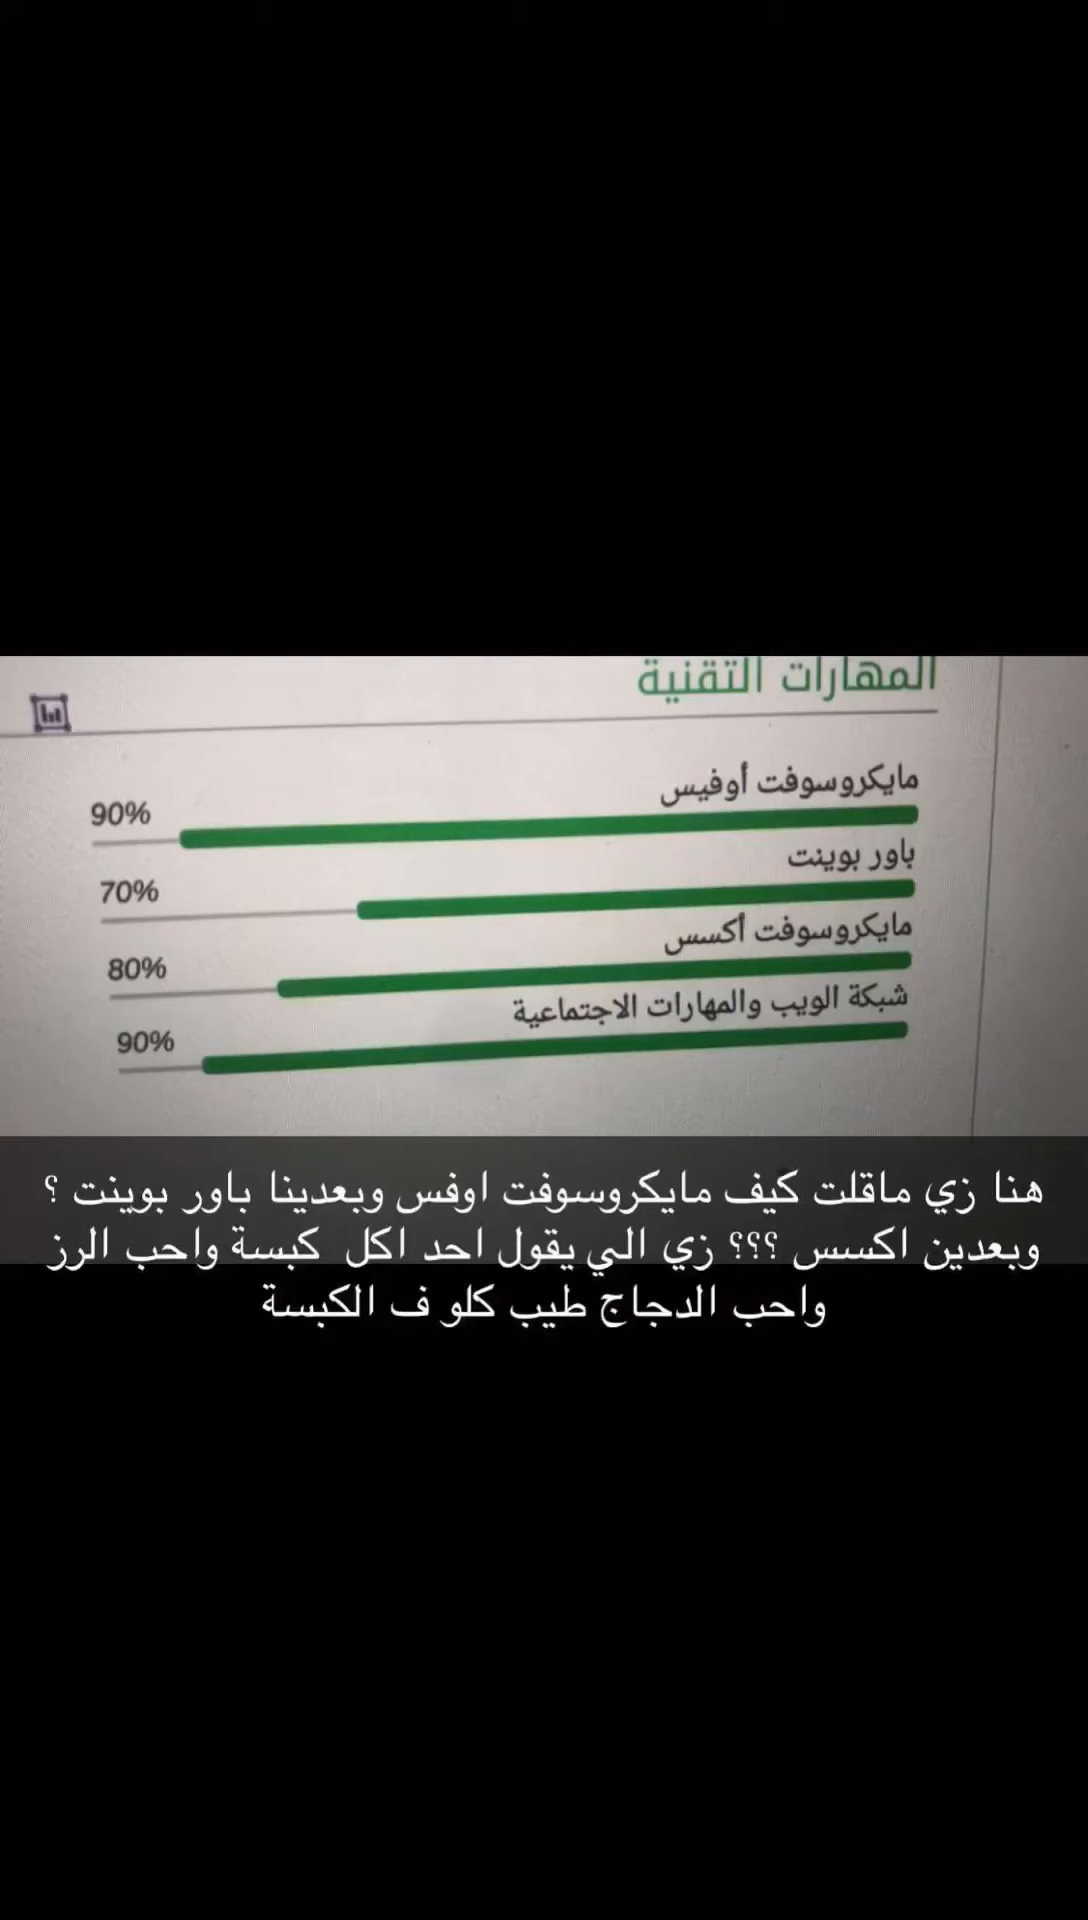 المهارات التقنية
مايكروسوفت أوفيس
90%
باور بوينت
70%
مايكروسوفت أكسس
80%
شبكة الويب والمهارات الاجتماعية
90%
هنا زي ماقلت كيف مايكروسوفت اوفس وبعدينا باور بوينت ؟
وبعدين اكسس ؟؟؟ زي الي يقول احد اكل كبسة واحب الرز
واحب الدجاج طيب كلو ف الكبسة